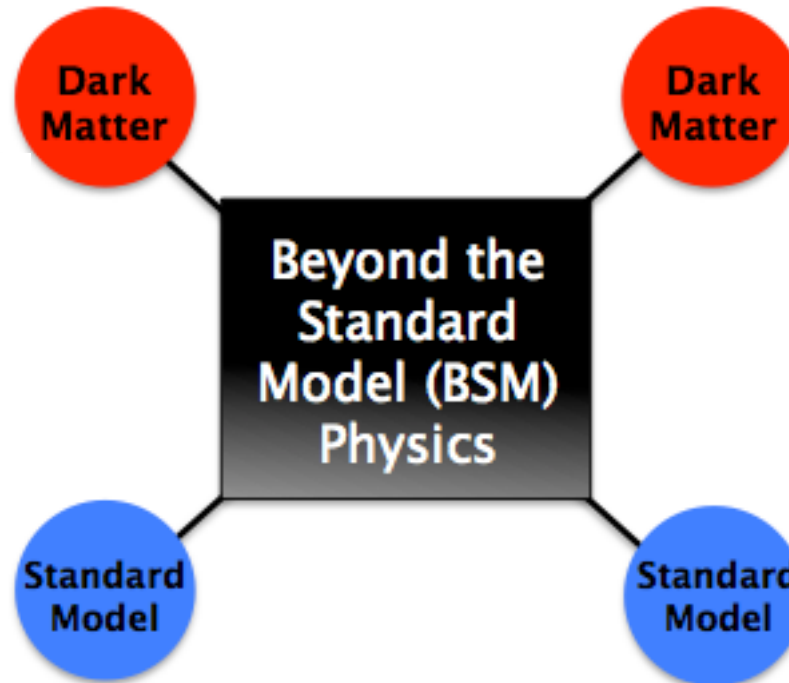 Dark
Matter
Dark
Matter
Beyond the
Standard
Model (BSM)
Physics
Standard
Model
Standard
Model